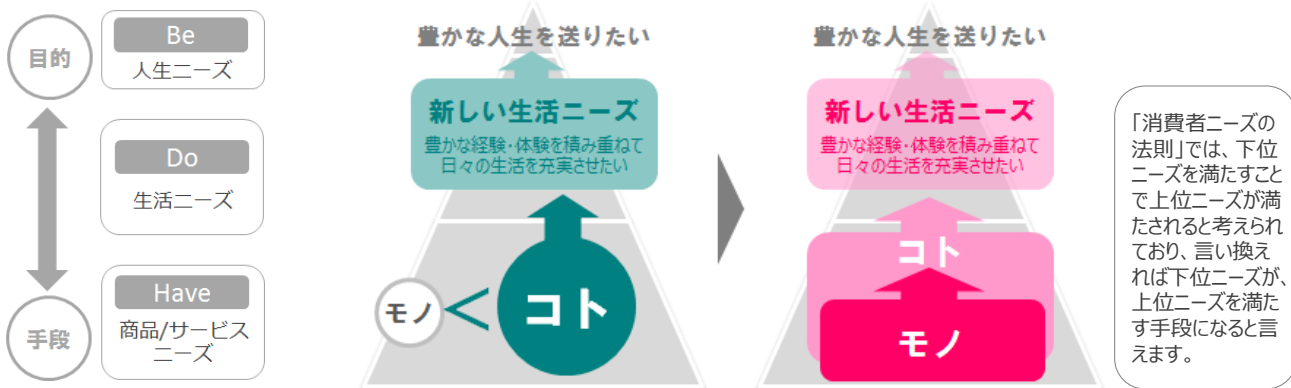 目的
Be
人生ニーズ
Do
生活ニーズ
手段
Have
商品/サービス
ニーズ
豊かな人生を送りたい
新しい生活ニーズ
豊かな経験・体験を積み重ねて
日々の生活を充実させたい
モノ
<
コト
豊かな人生を送りたい
新しい生活ニーズ
豊かな経験・体験を積み重ねて
日々の生活を充実させたい
コト
モノ
「消費者ニーズの
法則」では、下位
ニーズを満たすこと
で上位ニーズが満
たされると考えられ
ており、言い換え
れば下位ニーズが、
上位ニーズを満た
す手段になると言
えます。